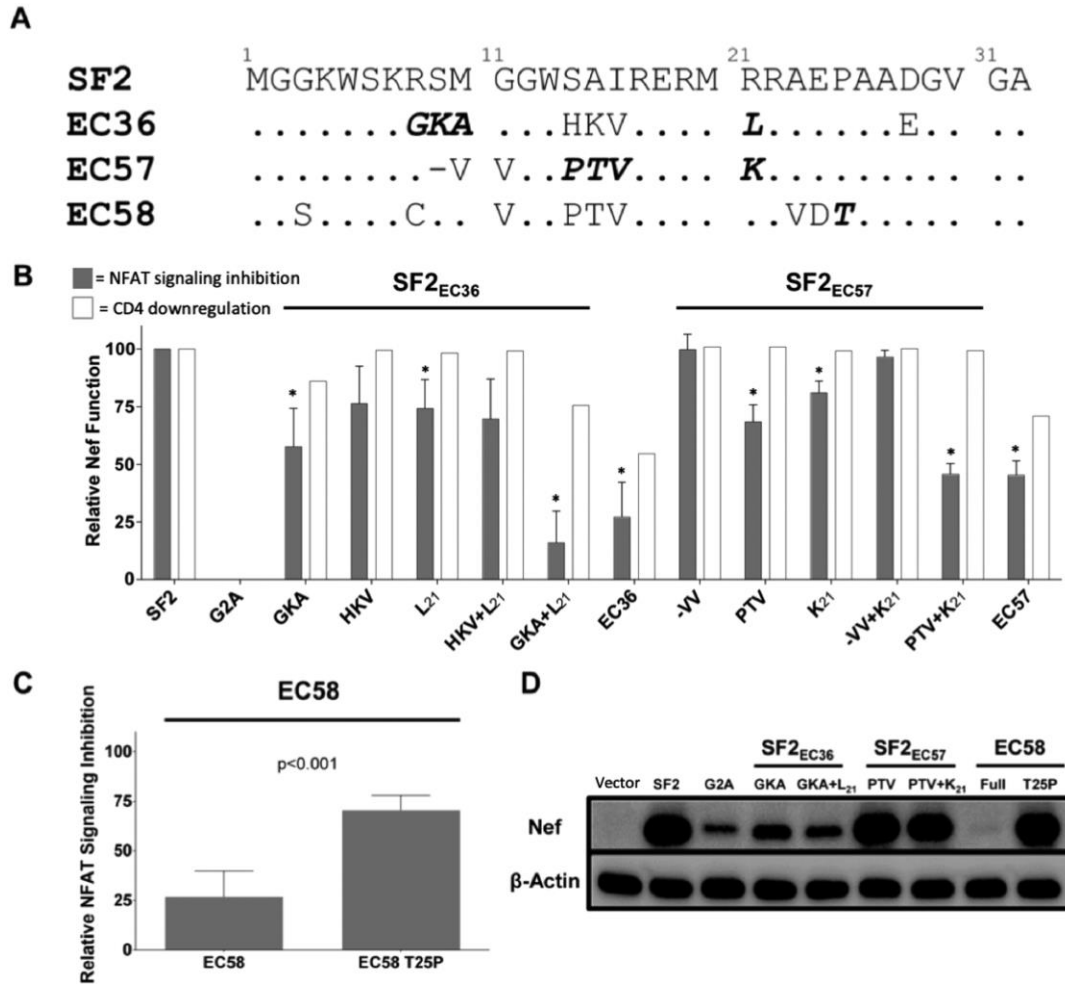 A
1 11 21 31
SF2 MGGKWSKRSM GGWSAIRERM RRAEPAADGV GA
EC36 .......GKA ...HKV.... L......E.. ..
EC57 ........-V V..PTV.... K......... ..
EC58 ..S....C.. V..PTV.... ..VDT..... ..
B
= NFAT signaling inhibition
= CD4 downregulation
SF2EC36 SF2EC57
Relative Nef Function
100
75
50
25
0
* * * * * * * *
SF2 G2A GKA HKV L21 HKV+L21 GKA+L21 EC36 -VV PTV K21 -VV+K21 PTV+K21 EC57
C
EC58
Relative NFAT Signaling Inhibition
100
75
50
25
0
p<0.001
EC58 EC58 T25P
D
SF2EC36 SF2EC57 EC58
Vector SF2 G2A GKA GKA+L21 PTV PTV+K21 Full T25P
Nef
β-Actin